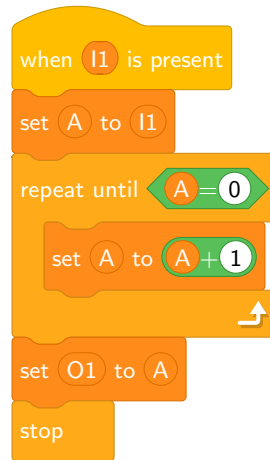 when I1 is present
set A to I1
repeat until A=0
set A to A+1
set O1 to A
stop